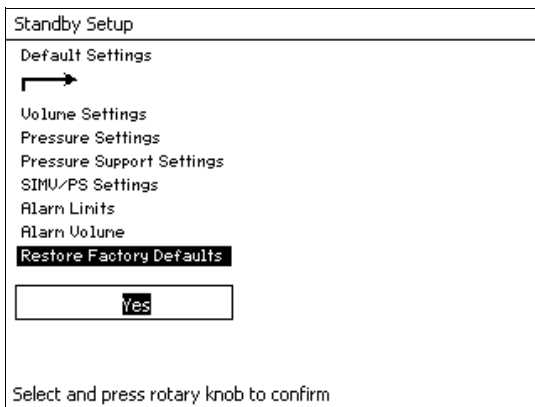 Standby Setup
Default Settings
Volume Settings
Pressure Settings
Pressure Support Settings
SIMV/PS Settings
Alarm Limits
Alarm Volume
Restore Factory Defaults
Yes
Select and press rotary knob to confirm